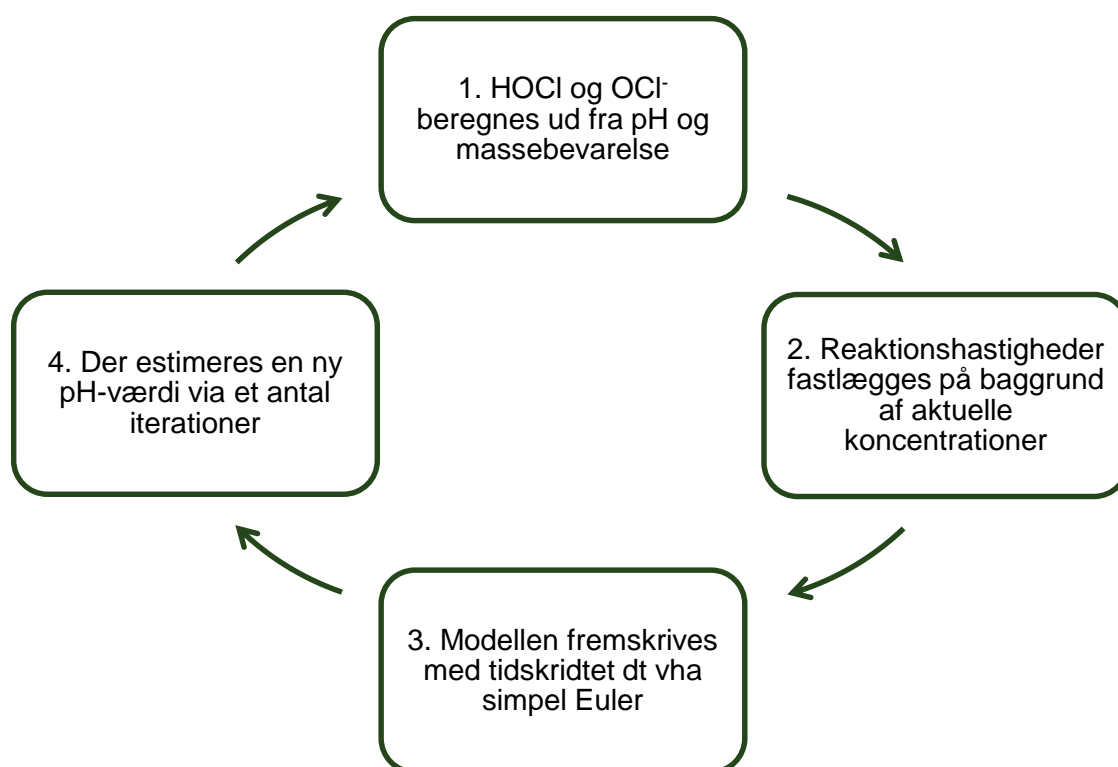 1. HOCl og OCl⁻
beregnes ud fra pH og
massebevarelse
2. Reaktionshastigheder
fastlægges på baggrund
af aktuelle
koncentrationer
3. Modellen fremskrives
med tidskridtet dt vha
simpel Euler
4. Der estimeres en ny
pH-værdi via et antal
iterationer